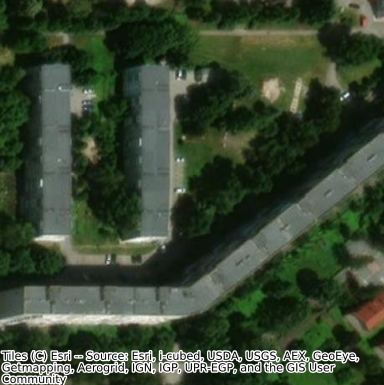 Tiles (C) Esri -- Source: Esri, i-cubed, USDA, USGS, AEX, GeoEye,
Getmapping, Aerogrid, IGN, IGP, UPR-EGP, and the GIS User
Community